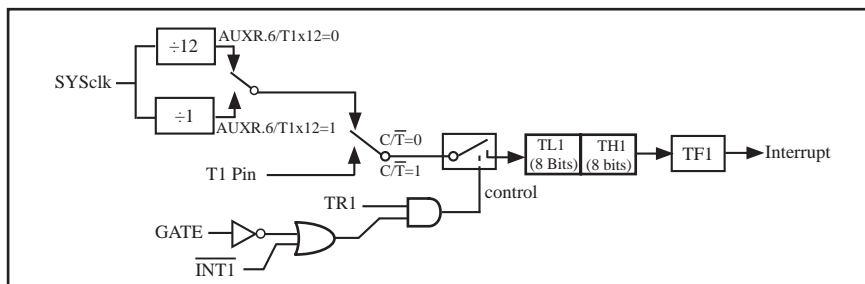 ÷12
AUXR.6/T1x12=0
SYSclk
÷1
AUXR.6/T1x12=1
C/T̅=0
C/T̅=1
TL1
(8 Bits)
TH1
(8 bits)
TF1
Interrupt
T1 Pin
control
TR1
GATE
I̅N̅T̅1̅